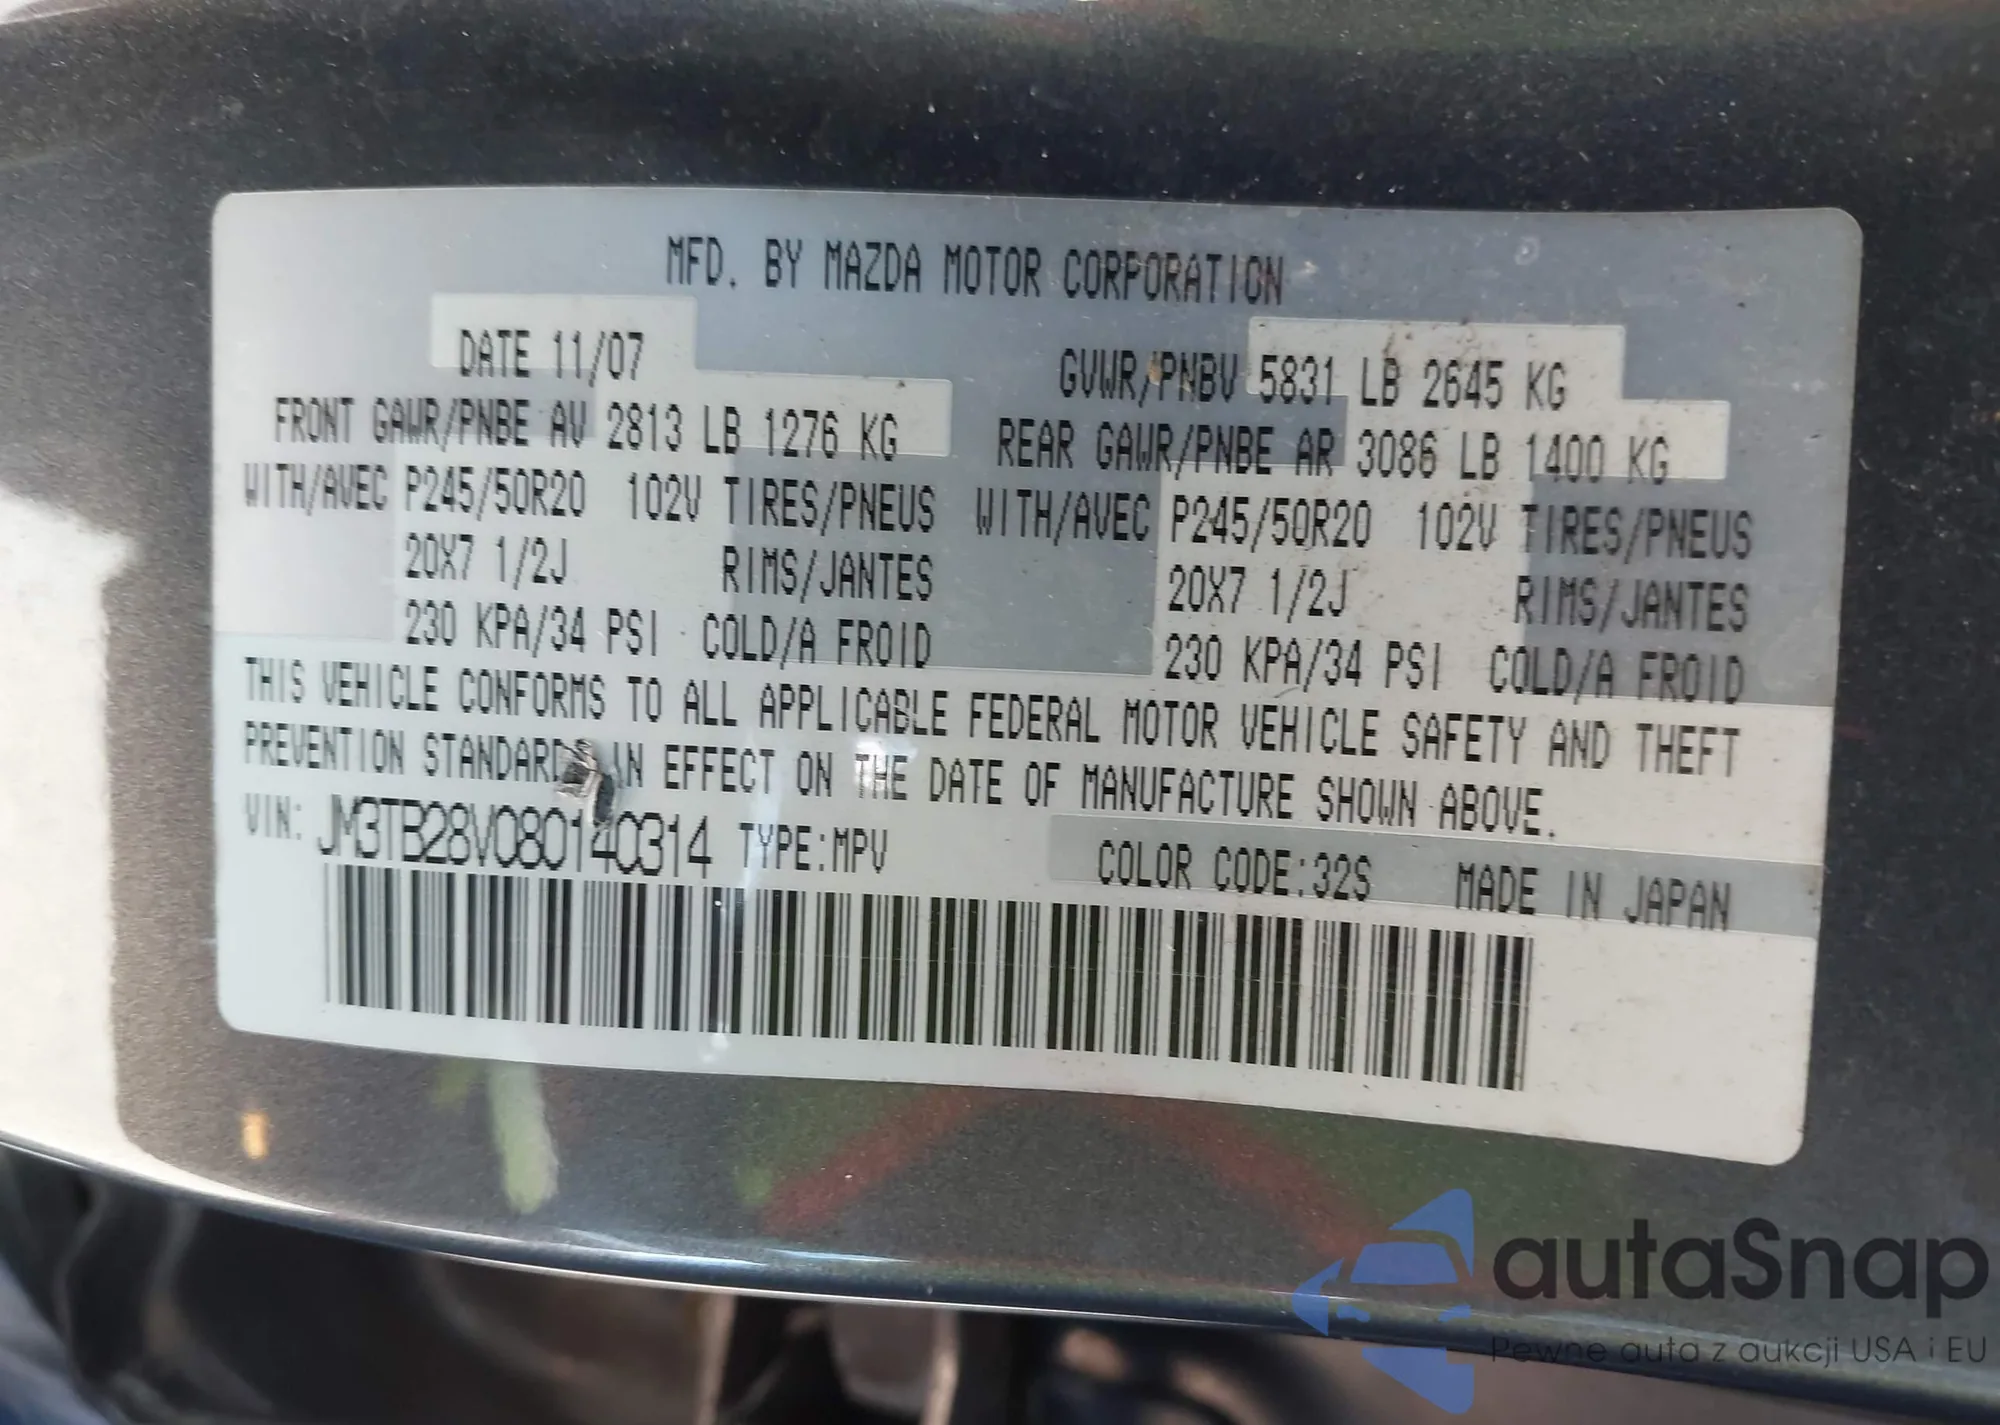 MFD. BY MAZDA MOTOR CORPORATION
DATE 11/07 GVWR/PNBV 5831 LB 2645 KG
FRONT GAWR/PNBE AV 2813 LB 1276 KG REAR GAWR/PNBE AR 3086 LB 1400 KG
WITH/AVEC P245/50R20 102V TIRES/PNEUS WITH/AVEC P245/50R20 102V TIRES/PNEUS
20X7 1/2J RIMS/JANTES 20X7 1/2J RIMS/JANTES
230 KPA/34 PSI COLD/A FROID 230 KPA/34 PSI COLD/A FROID
THIS VEHICLE CONFORMS TO ALL APPLICABLE FEDERAL MOTOR VEHICLE SAFETY AND THEFT
PREVENTION STANDARDS IN EFFECT ON THE DATE OF MANUFACTURE SHOWN ABOVE.
VIN: JM3TB28V080140314 TYPE:MPV COLOR CODE:32S MADE IN JAPAN
autaSnap
Pewne auta z aukcji USA i EU